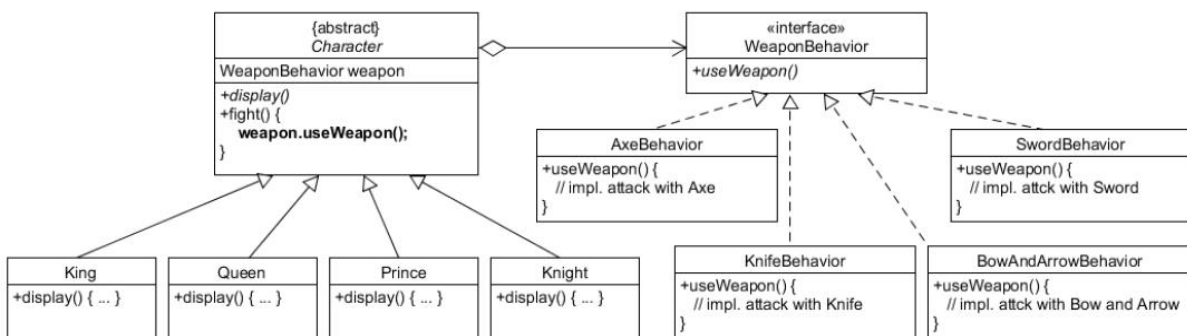 {abstract}
Character
WeaponBehavior weapon
+display()
+fight() {
weapon.useWeapon();
}
«interface»
WeaponBehavior
+useWeapon()
AxeBehavior
+useWeapon() {
// impl. attack with Axe
}
SwordBehavior
+useWeapon() {
// impl. attck with Sword
}
King
+display() { ... }
Queen
+display() { ... }
Prince
+display() { ... }
Knight
+display() { ... }
KnifeBehavior
+useWeapon() {
// impl. attack with Knife
}
BowAndArrowBehavior
+useWeapon() {
// impl. attck with Bow and Arrow
}